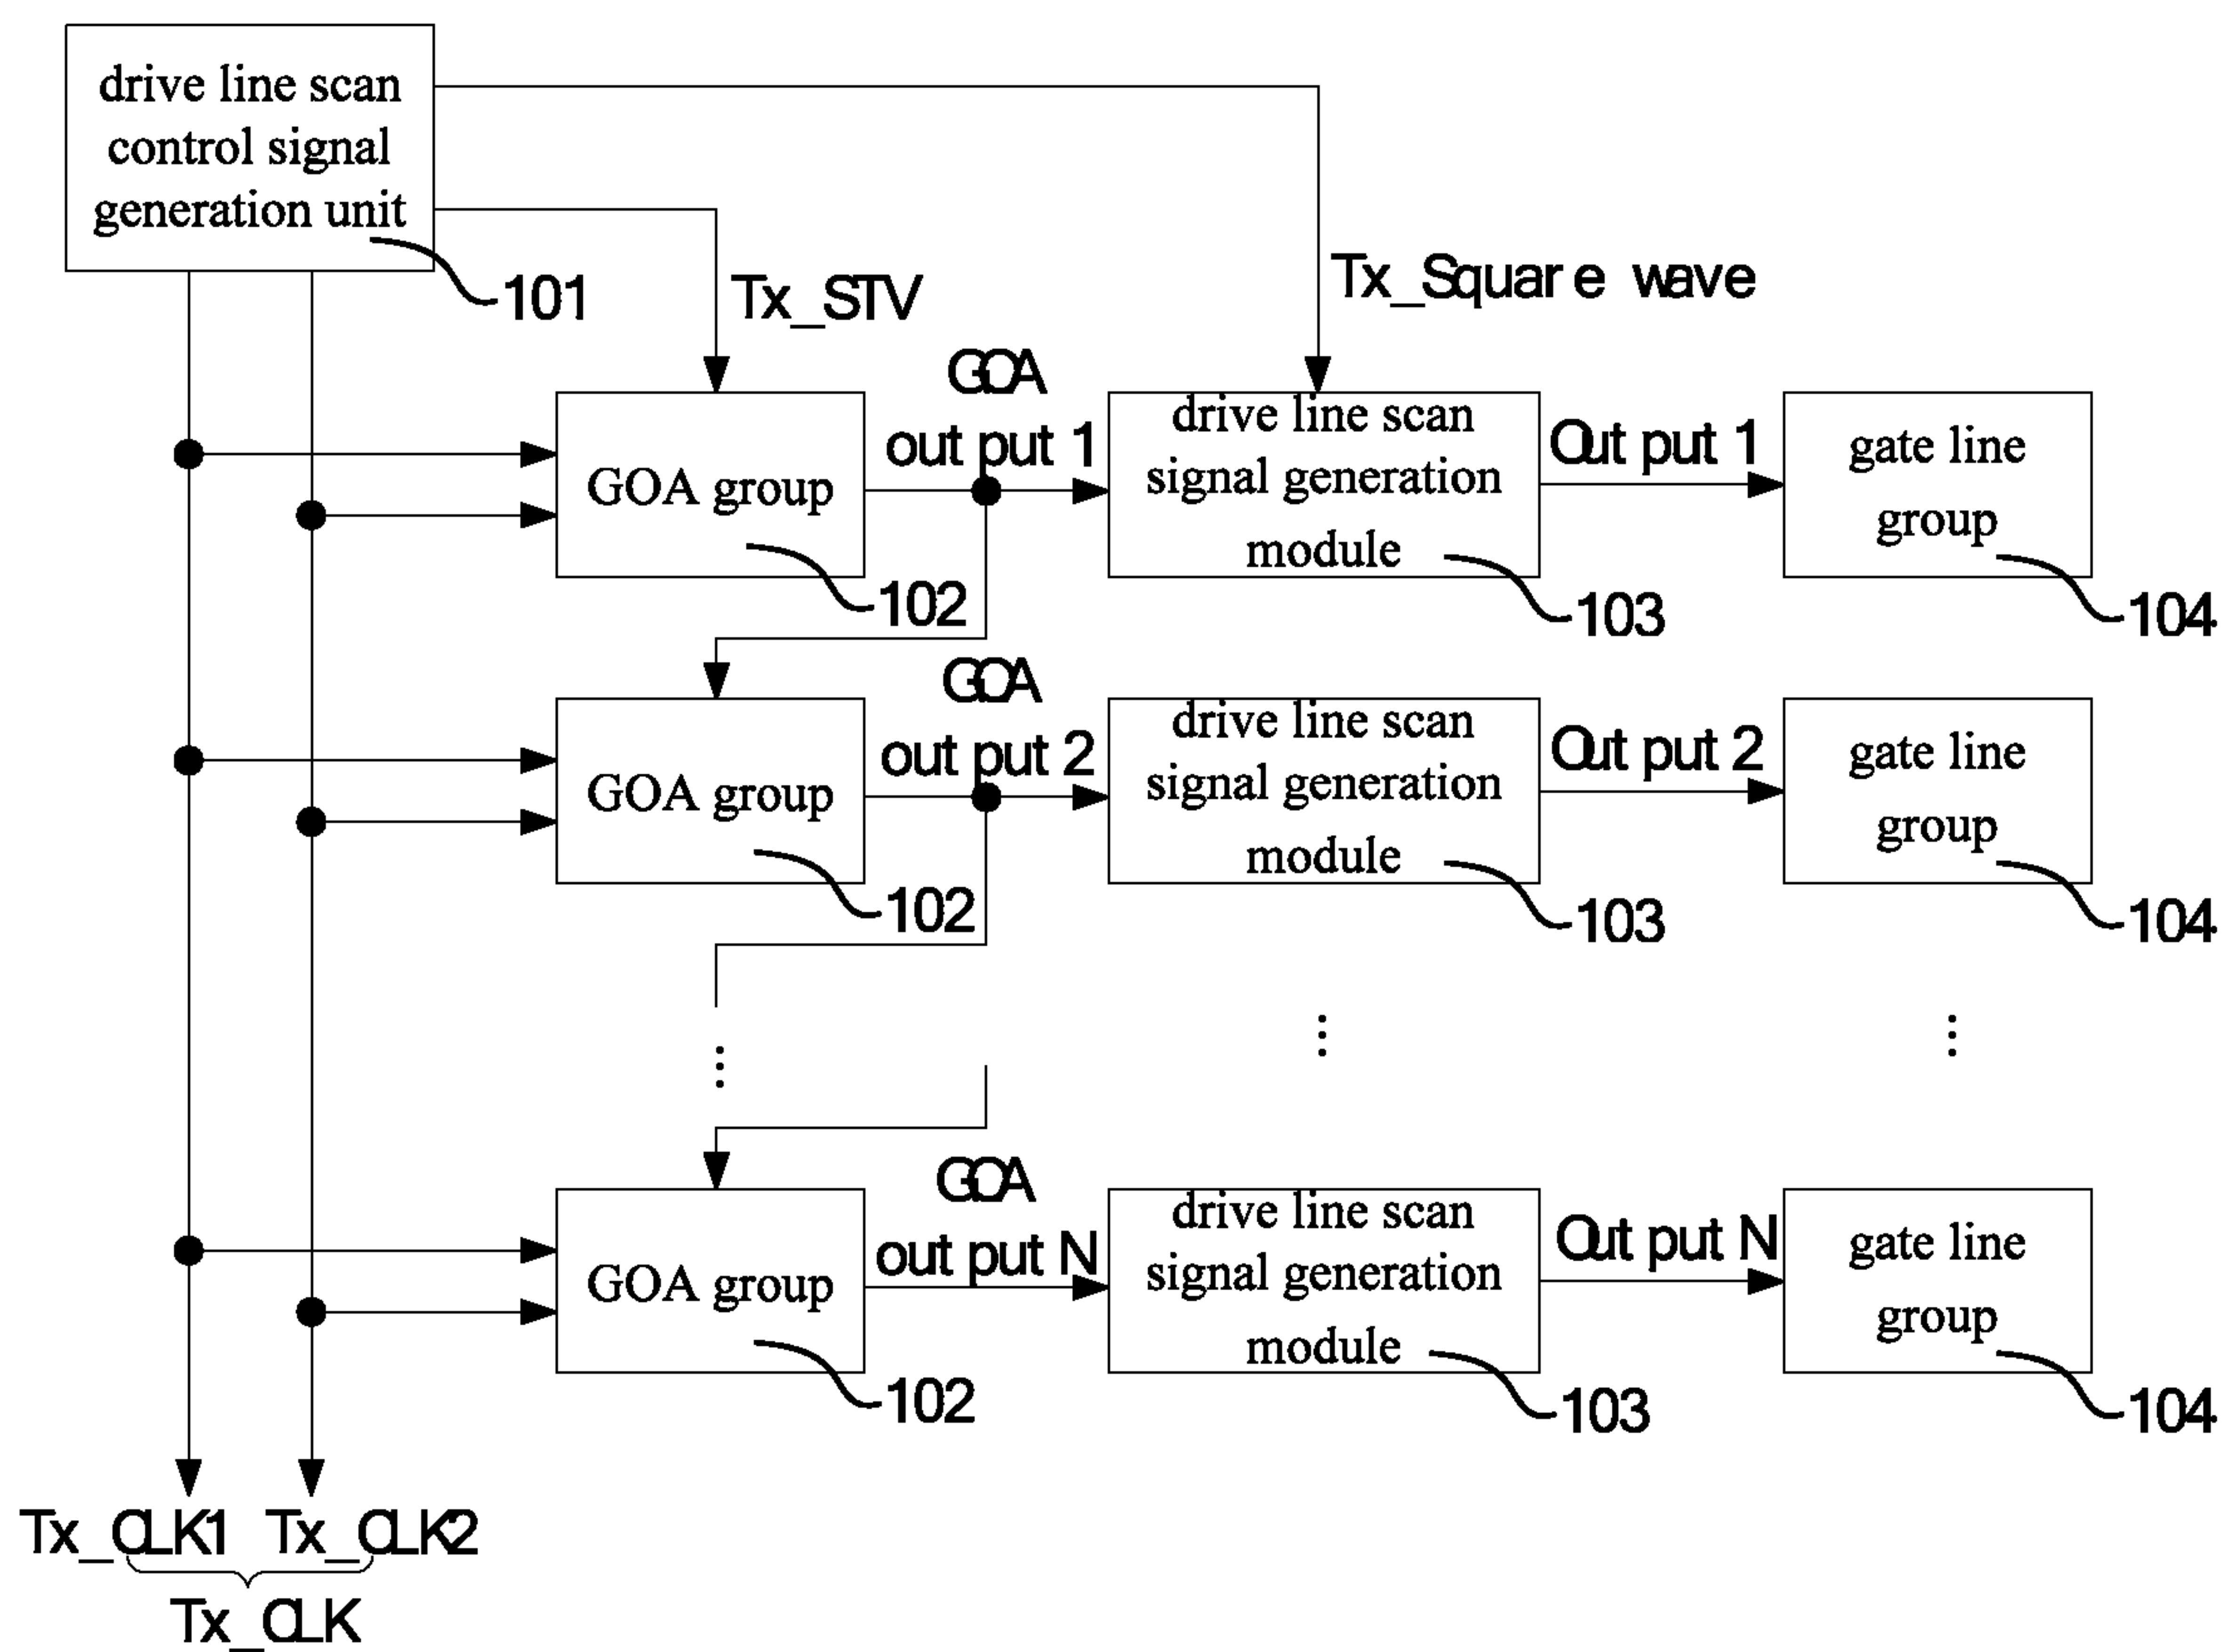 drive line scan
control signal
generation unit
101
Tx_STV
Tx_Square wave
GOA
out put 1
GOA group
102
drive line scan
signal generation
module
103
Out put 1
gate line
group
104
GOA
out put 2
GOA group
102
drive line scan
signal generation
module
103
Out put 2
gate line
group
104
⋮
⋮
⋮
GOA
out put N
GOA group
102
drive line scan
signal generation
module
103
Out put N
gate line
group
104
Tx_CLK1 Tx_CLK2
Tx_CLK